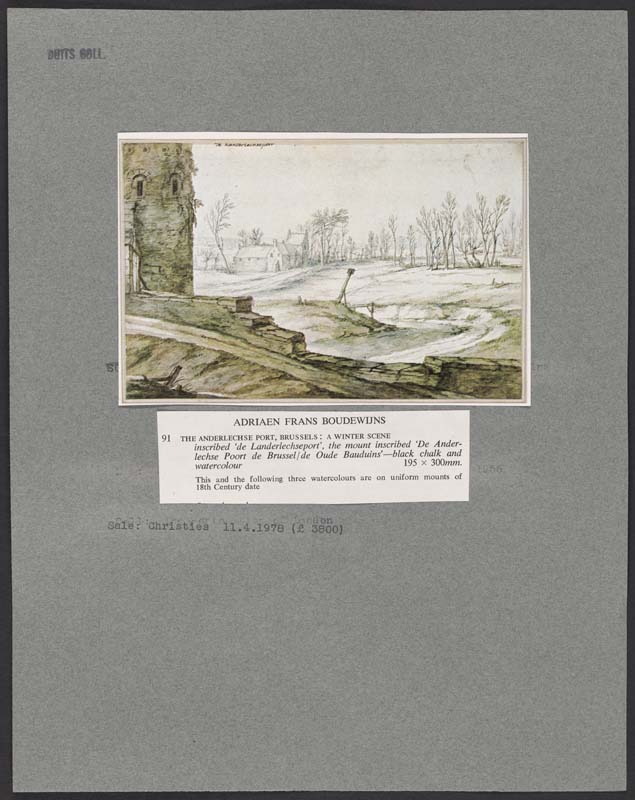 DUITS COLL.
de Landerlechseport
ADRIAEN FRANS BOUDEWIJNS
91 THE ANDERLECHSE PORT, BRUSSELS: A WINTER SCENE
inscribed 'de Landerlechseport', the mount inscribed 'De Ander-
lechse Poort de Brussel/de Oude Bauduins'—black chalk and
watercolour 195 × 300mm.
This and the following three watercolours are on uniform mounts of
18th Century date
Sale: Christies 11.4.1978 (£ 3800)